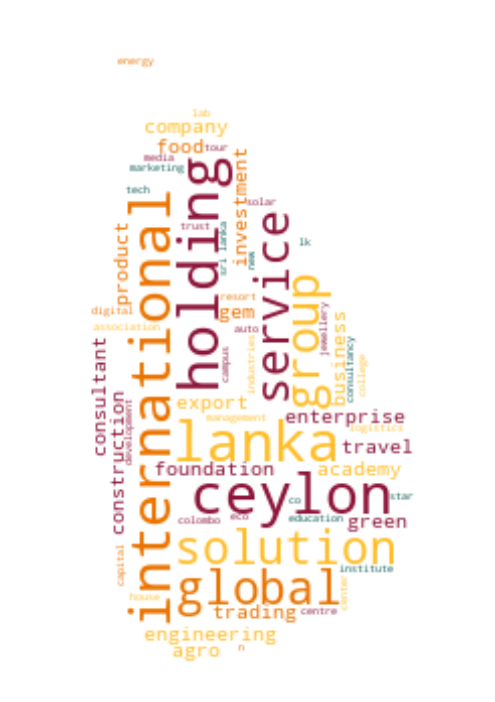 energy
lab
company
food
tour
media
marketing
tech
international
holding
investment
solar
product
trust
sri lanka
new
service
lk
group
resort
gem
digital
association
auto
jewellery
business
consultancy
college
consultant
campus
industries
construction
development
export
management
enterprise
logistics
lanka
travel
foundation
academy
ceylon
co
star
colombo
eco
education
green
solution
institute
capital
global
center
house
trading
centre
engineering
agro
n